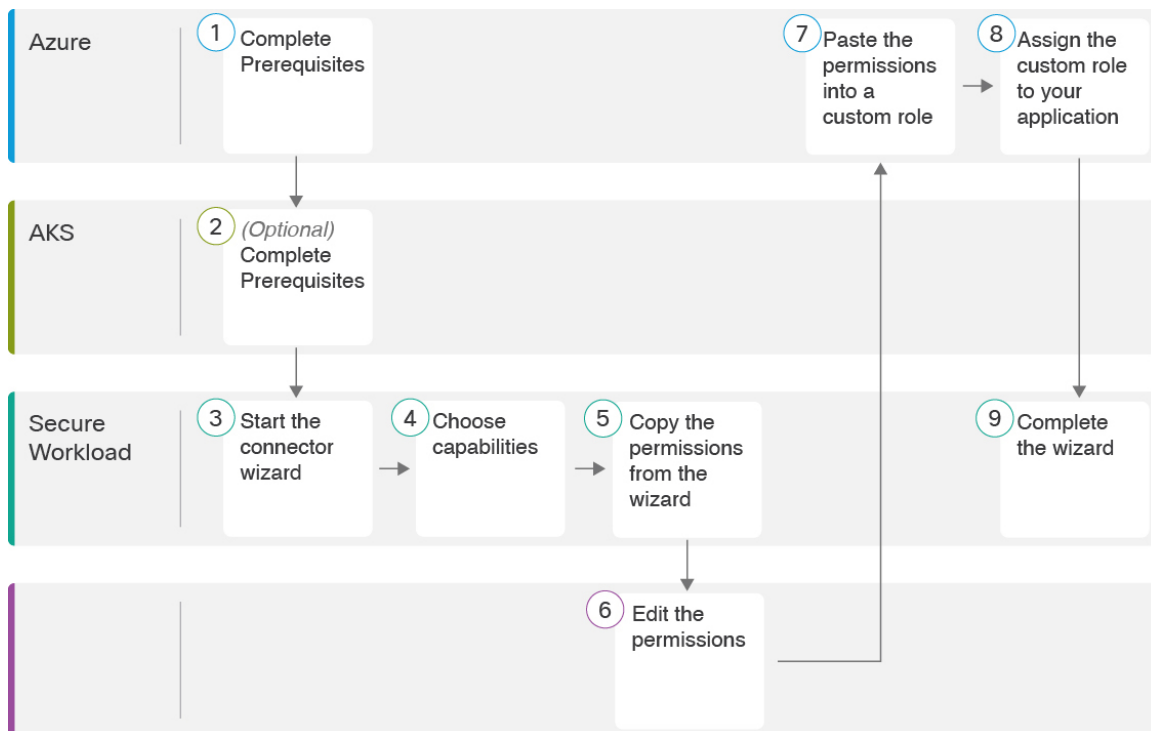 Azure
1
Complete
Prerequisites
7
Paste the
permissions
into a
custom role
8
Assign the
custom role
to your
application
AKS
2
(Optional)
Complete
Prerequisites
Secure
Workload
3
Start the
connector
wizard
4
Choose
capabilities
5
Copy the
permissions
from the
wizard
9
Complete
the wizard
6
Edit the
permissions